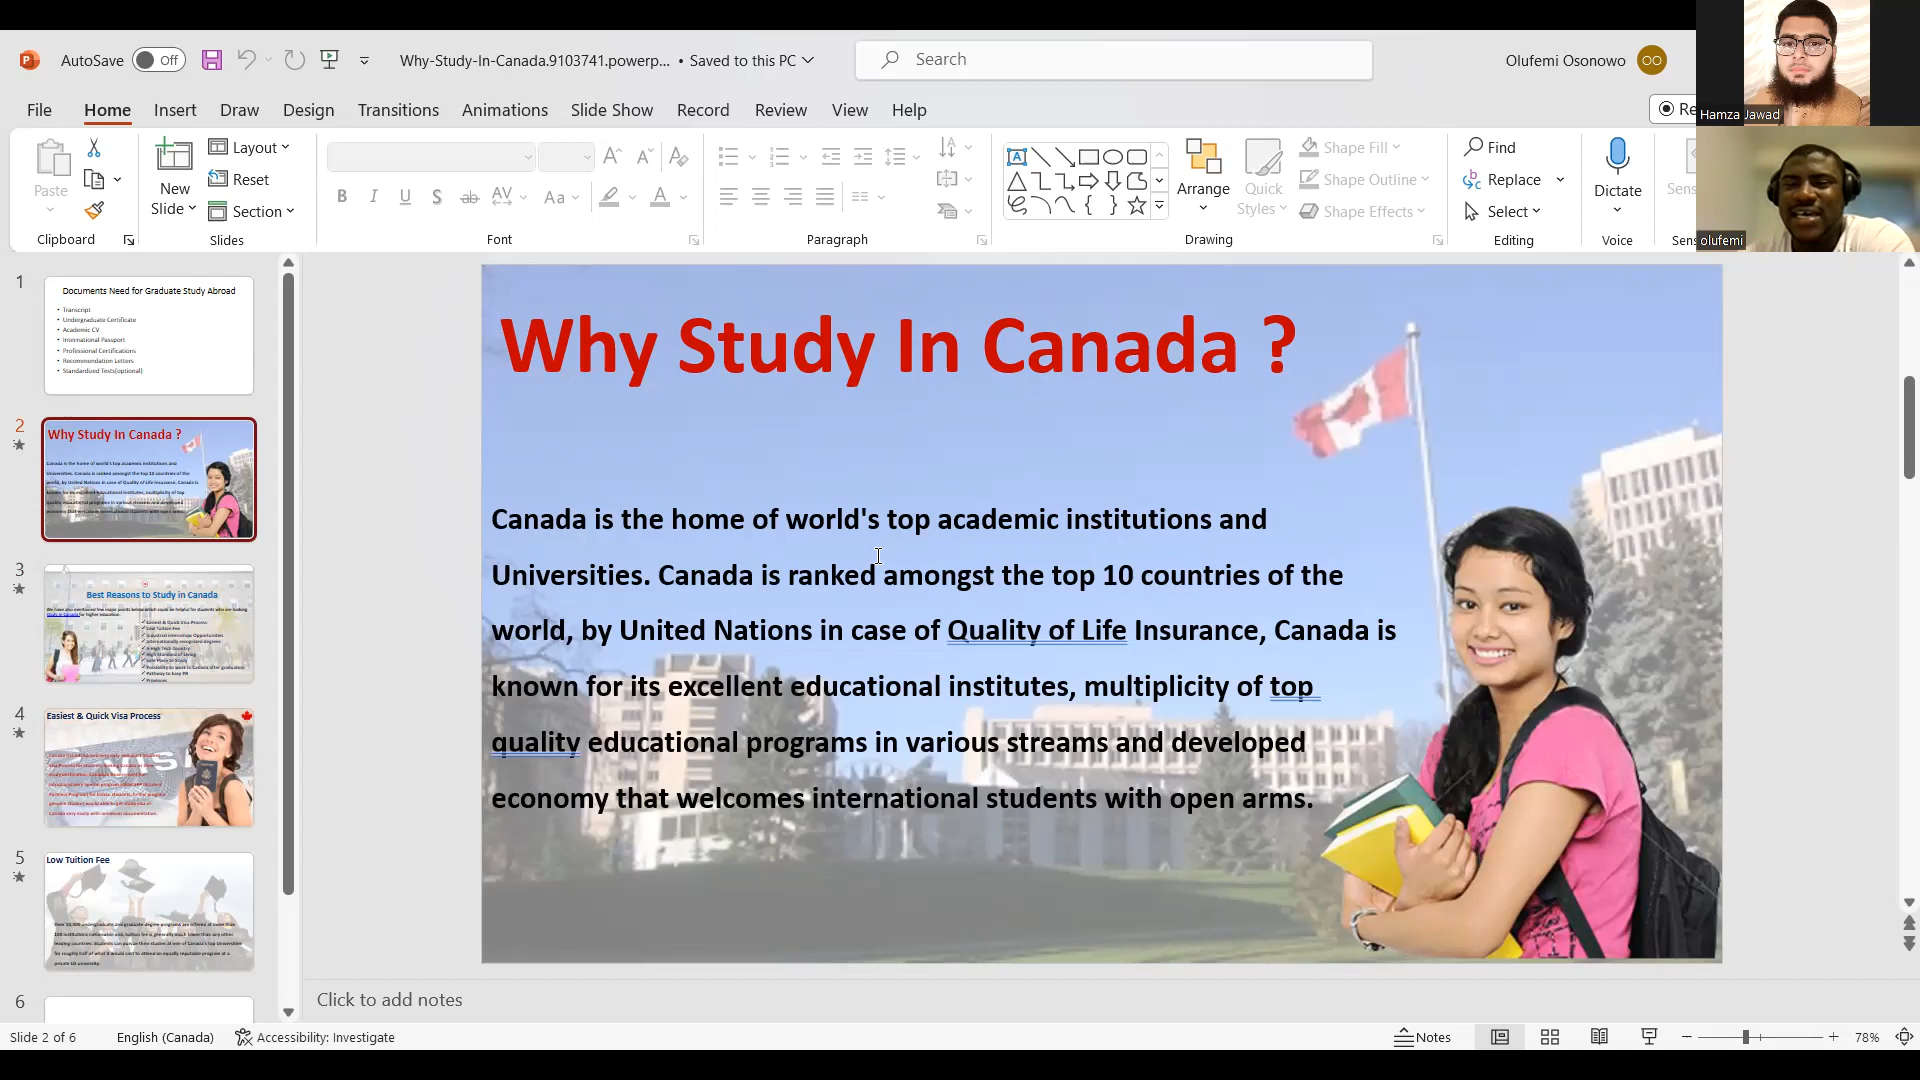 AutoSave Off
Why-Study-In-Canada.9103741.powerp... • Saved to this PC
Search
Olufemi Osonowo OO
Hamza Jawad
olufemi
File Home Insert Draw Design Transitions Animations Slide Show Record Review View Help
Paste
Clipboard
New Slide
Layout
Reset
Section
Slides
Font
Paragraph
Arrange
Quick Styles
Shape Fill
Shape Outline
Shape Effects
Drawing
Find
Replace
Select
Editing
Dictate
Voice
1
Documents Need for Graduate Study Abroad
• Transcript
• Undergraduate Certificate
• Academic CV
• International Passport
• Professional Certifications
• Recommendation Letters
• Standardized Tests(optional)
2
Why Study In Canada ?
3
Best Reasons to Study in Canada
4
Easiest & Quick Visa Process
5
Low Tuition Fee
6
Why Study In Canada ?
Canada is the home of world's top academic institutions and
Universities. Canada is ranked amongst the top 10 countries of the
world, by United Nations in case of Quality of Life Insurance, Canada is
known for its excellent educational institutes, multiplicity of top
quality educational programs in various streams and developed
economy that welcomes international students with open arms.
Click to add notes
Slide 2 of 6
English (Canada)
Accessibility: Investigate
Notes
78%